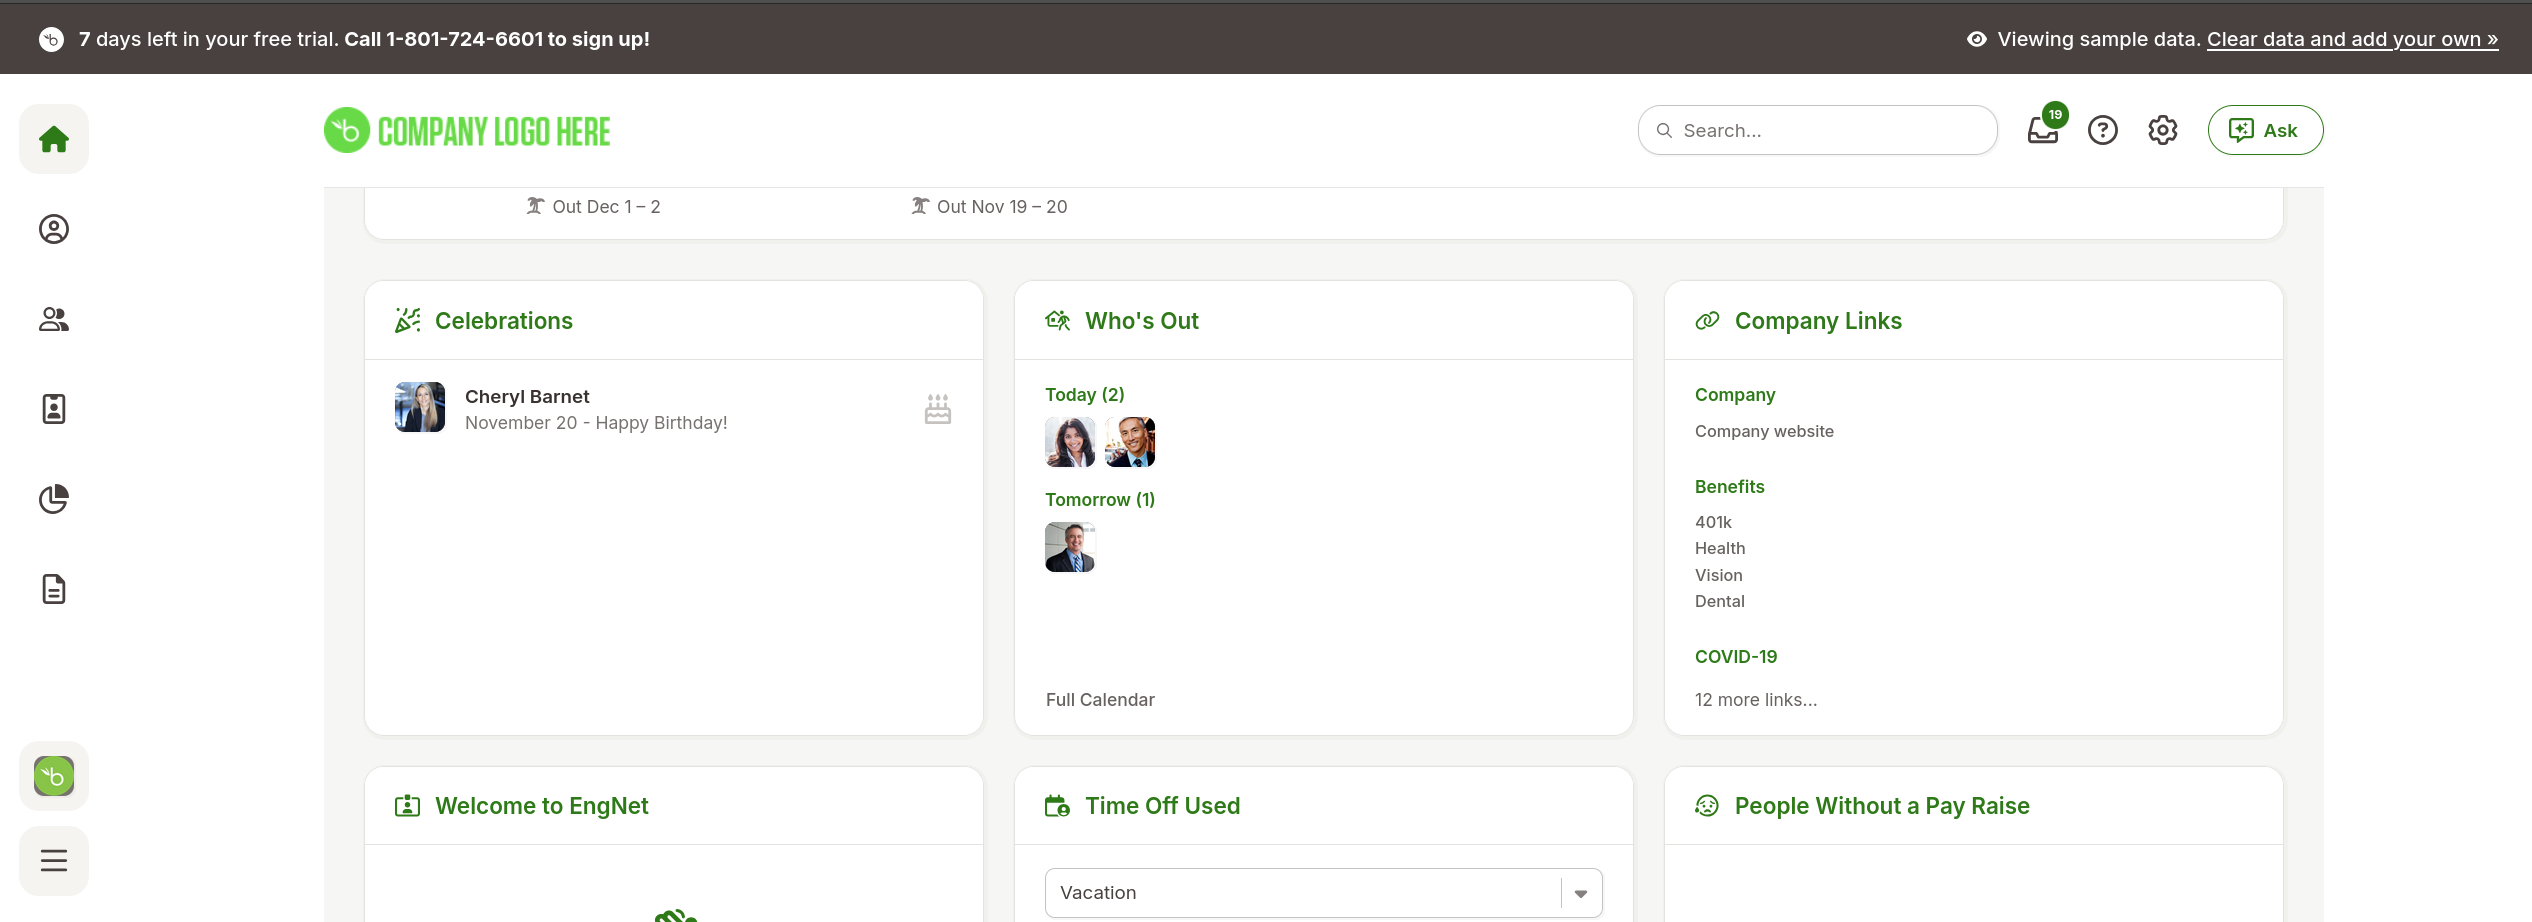 7 days left in your free trial. Call 1-801-724-6601 to sign up!
Viewing sample data. Clear data and add your own »
COMPANY LOGO HERE
Search...
19
Ask
Out Dec 1 – 2
Out Nov 19 – 20
Celebrations
Cheryl Barnet
November 20 - Happy Birthday!
Who's Out
Today (2)
Tomorrow (1)
Full Calendar
Company Links
Company
Company website
Benefits
401k
Health
Vision
Dental
COVID-19
12 more links...
Welcome to EngNet
Time Off Used
Vacation
People Without a Pay Raise